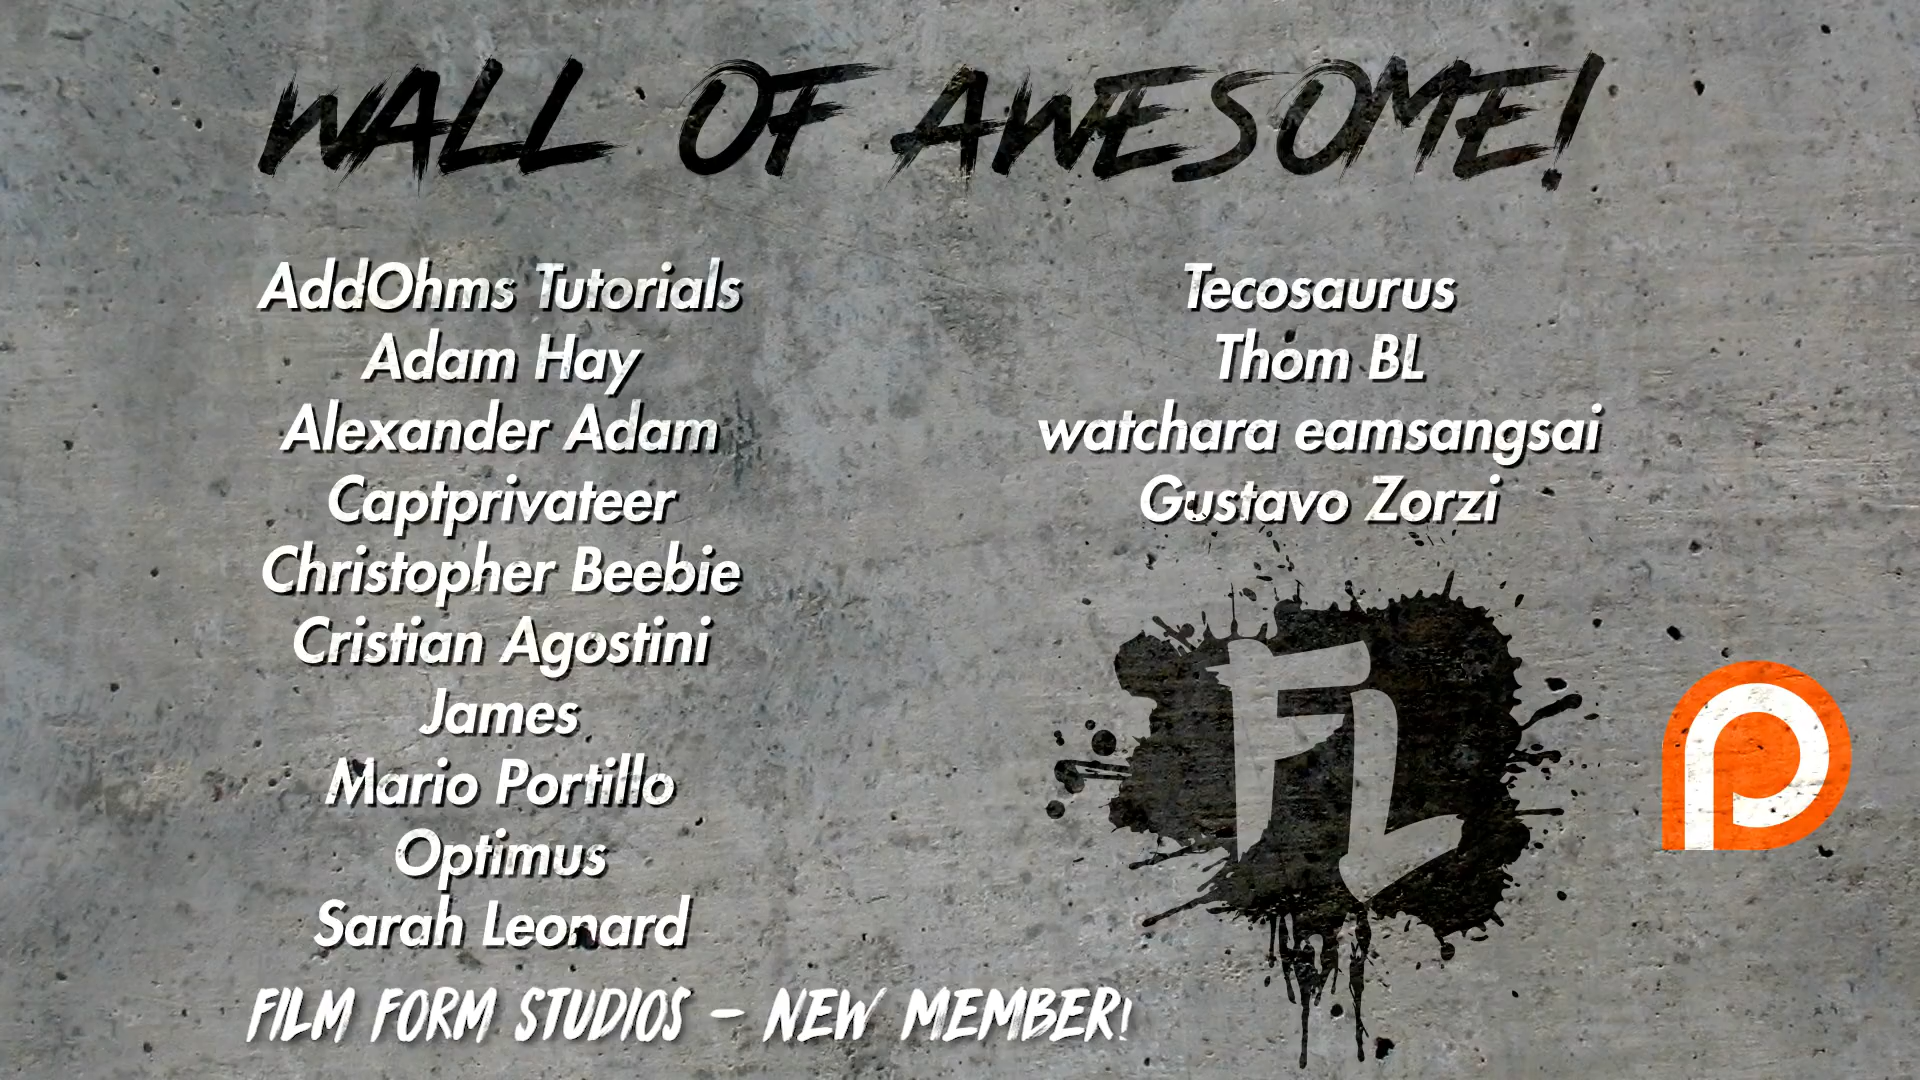 WALL OF AWESOME!
AddOhms Tutorials
Adam Hay
Alexander Adam
Captprivateer
Christopher Beebie
Cristian Agostini
James
Mario Portillo
Optimus
Sarah Leonard
Tecosaurus
Thom BL
watchara eamsangsai
Gustavo Zorzi
FL
FILM FORM STUDIOS – NEW MEMBER!